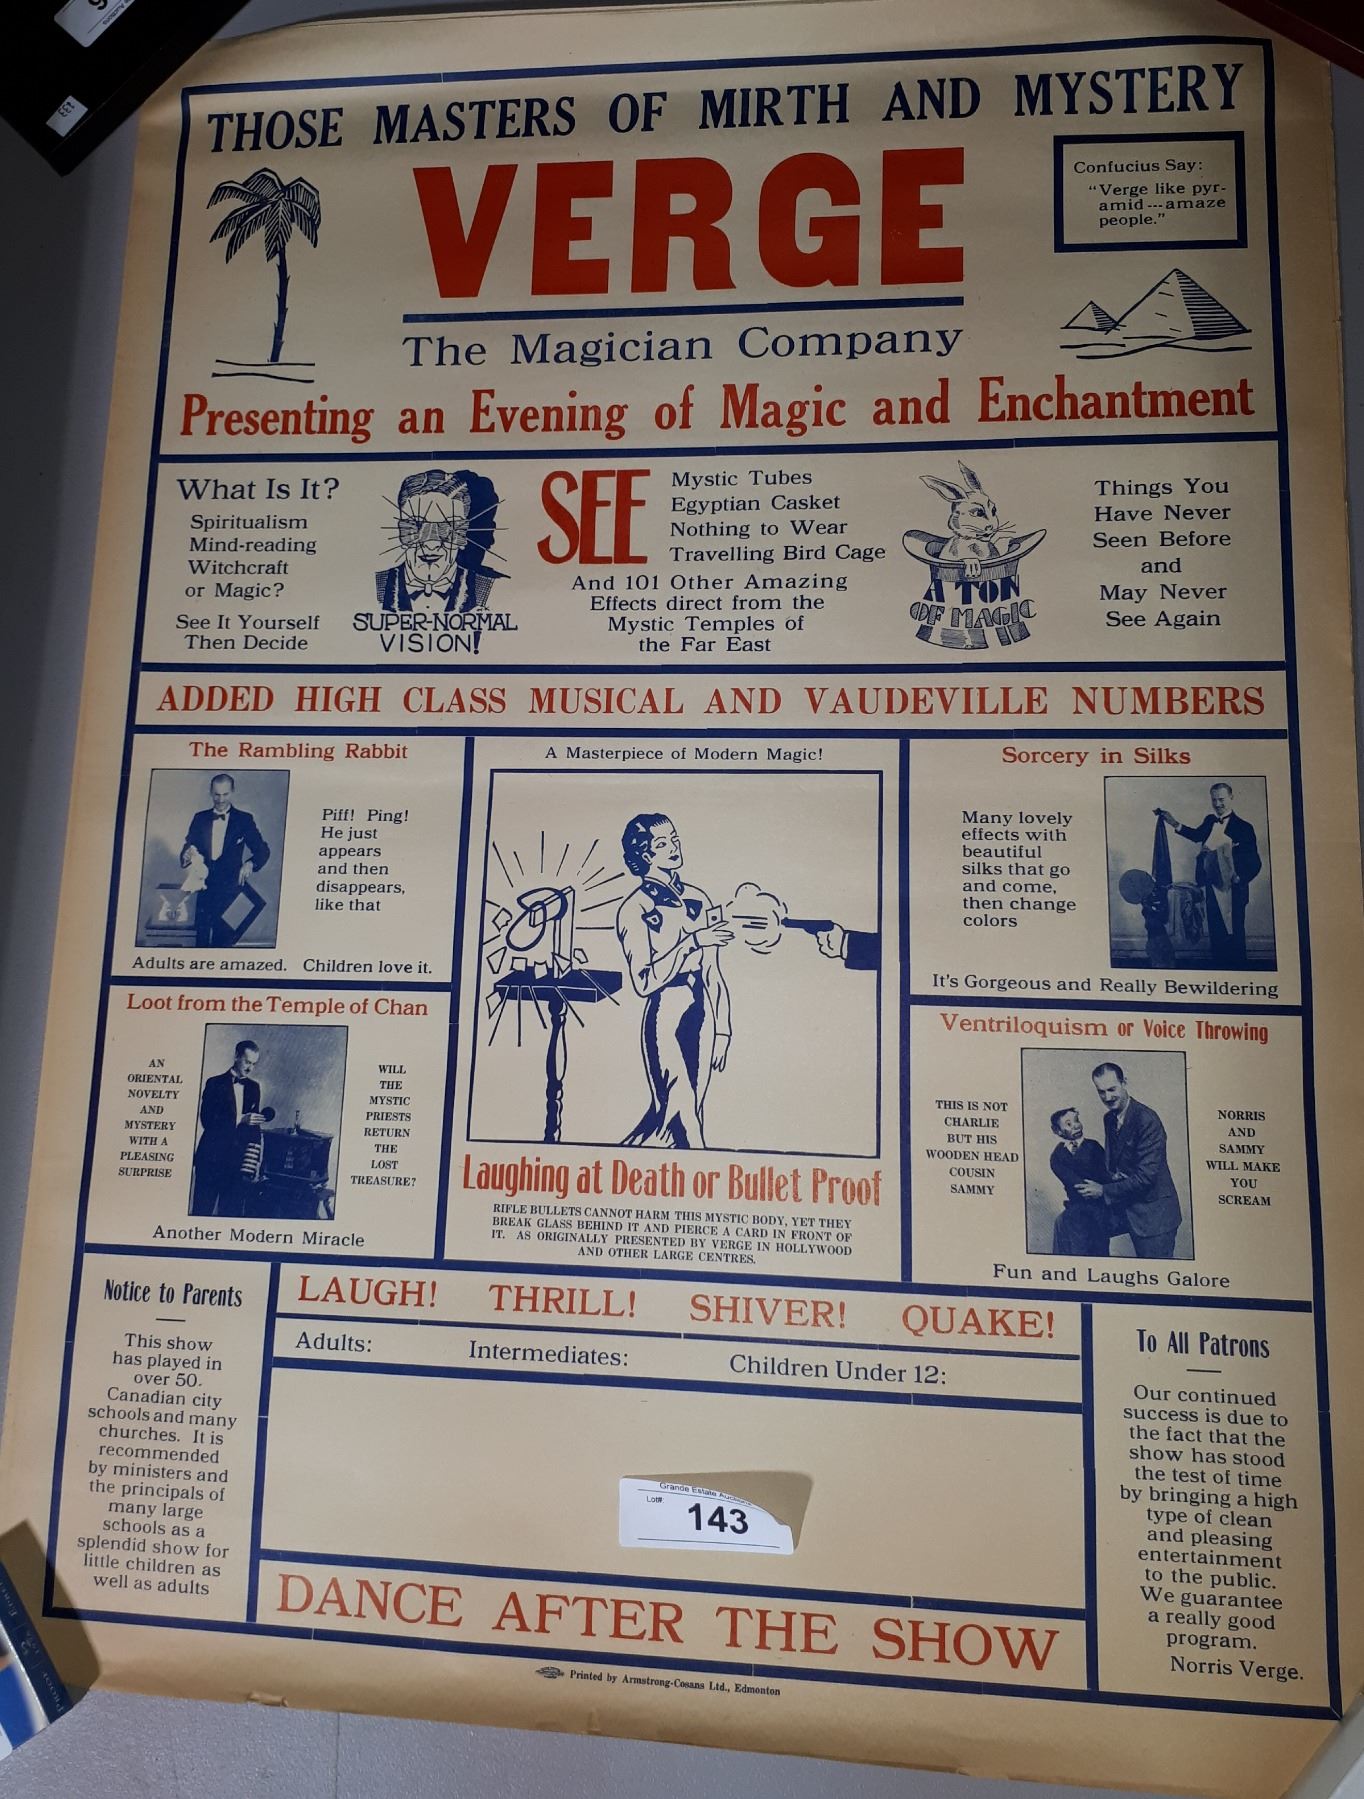 THOSE MASTERS OF MIRTH AND MYSTERY
VERGE
The Magician Company
Confucius Say:
"Verge like pyr-
amid --- amaze
people."
Presenting an Evening of Magic and Enchantment
What Is It?
Spiritualism
Mind-reading
Witchcraft
or Magic?
See It Yourself
Then Decide
SUPER-NORMAL
VISION!
SEE
Mystic Tubes
Egyptian Casket
Nothing to Wear
Travelling Bird Cage
And 101 Other Amazing
Effects direct from the
Mystic Temples of
the Far East
A TON
OF MAGIC
Things You
Have Never
Seen Before
and
May Never
See Again
ADDED HIGH CLASS MUSICAL AND VAUDEVILLE NUMBERS
The Rambling Rabbit
Piff! Ping!
He just
appears
and then
disappears,
like that
Adults are amazed. Children love it.
Loot from the Temple of Chan
AN
ORIENTAL
NOVELTY
AND
MYSTERY
WITH A
PLEASING
SURPRISE
WILL
THE
MYSTIC
PRIESTS
RETURN
THE
LOST
TREASURE?
Another Modern Miracle
A Masterpiece of Modern Magic!
Laughing at Death or Bullet Proof
RIFLE BULLETS CANNOT HARM THIS MYSTIC BODY, YET THEY
BREAK GLASS BEHIND IT AND PIERCE A CARD IN FRONT OF
IT. AS ORIGINALLY PRESENTED BY VERGE IN HOLLYWOOD
AND OTHER LARGE CENTRES.
Sorcery in Silks
Many lovely
effects with
beautiful
silks that go
and come,
then change
colors
It's Gorgeous and Really Bewildering
Ventriloquism or Voice Throwing
THIS IS NOT
CHARLIE
BUT HIS
WOODEN HEAD
COUSIN
SAMMY
NORRIS
AND
SAMMY
WILL MAKE
YOU
SCREAM
Fun and Laughs Galore
Notice to Parents
This show
has played in
over 50.
Canadian city
schools and many
churches. It is
recommended
by ministers and
the principals of
many large
schools as a
splendid show for
little children as
well as adults
LAUGH! THRILL! SHIVER! QUAKE!
Adults: Intermediates: Children Under 12:
Grande Estate
Lot#:
143
DANCE AFTER THE SHOW
To All Patrons
Our continued
success is due to
the fact that the
show has stood
the test of time
by bringing a high
type of clean
and pleasing
entertainment
to the public.
We guarantee
a really good
program.
Norris Verge.
Printed by Armstrong-Cosans Ltd., Edmonton
133